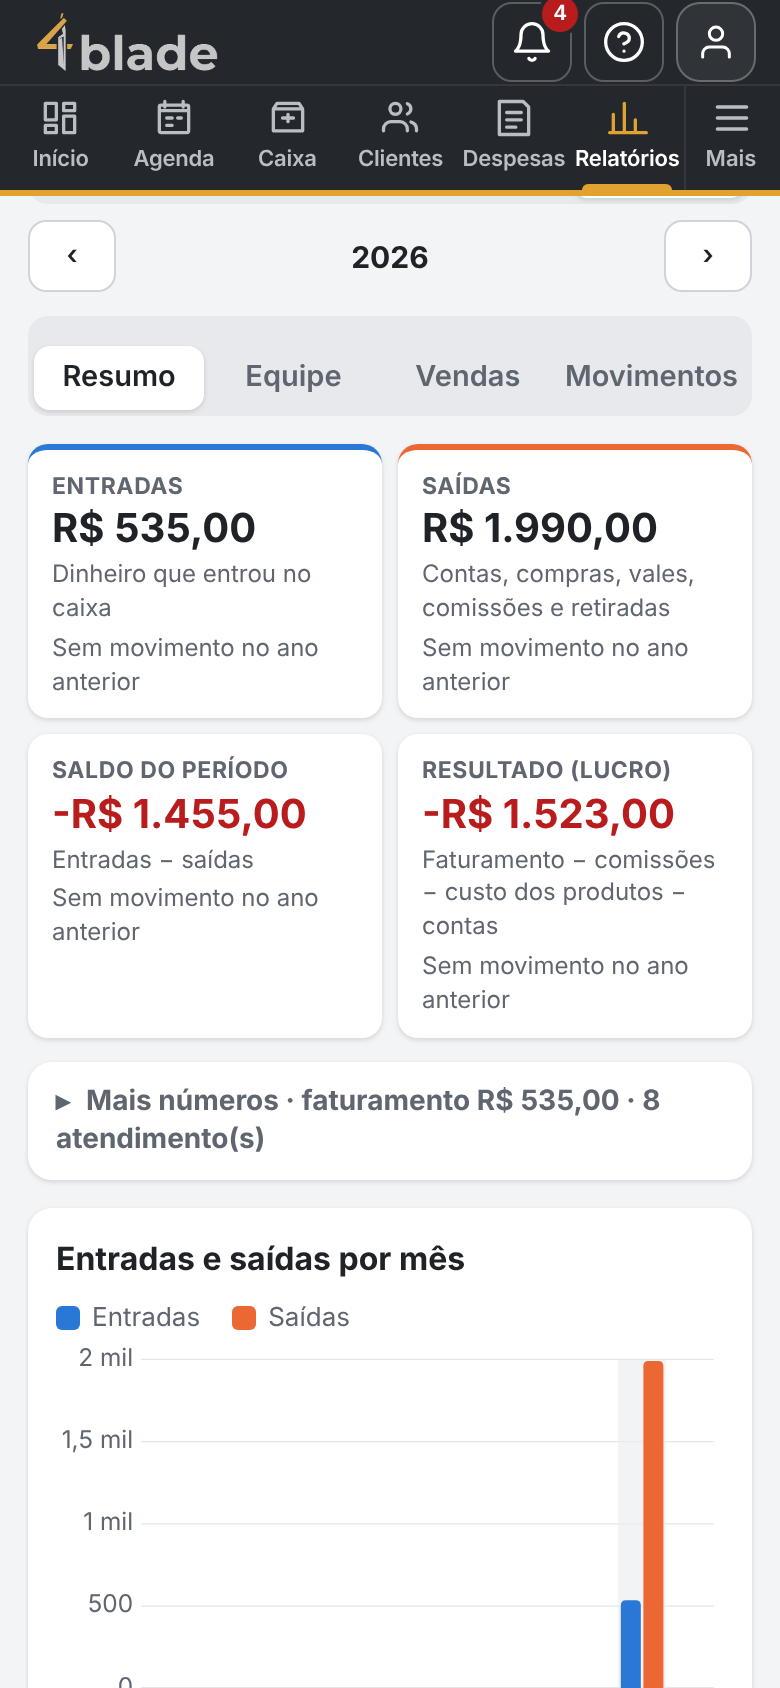 4blade
4
Início
Agenda
Caixa
Clientes
Despesas
Relatórios
Mais
‹
2026
›
Resumo
Equipe
Vendas
Movimentos
ENTRADAS
R$ 535,00
Dinheiro que entrou no
caixa
Sem movimento no ano
anterior
SAÍDAS
R$ 1.990,00
Contas, compras, vales,
comissões e retiradas
Sem movimento no ano
anterior
SALDO DO PERÍODO
-R$ 1.455,00
Entradas − saídas
Sem movimento no ano
anterior
RESULTADO (LUCRO)
-R$ 1.523,00
Faturamento − comissões
− custo dos produtos −
contas
Sem movimento no ano
anterior
▸ Mais números · faturamento R$ 535,00 · 8
atendimento(s)
Entradas e saídas por mês
Entradas
Saídas
2 mil
1,5 mil
1 mil
500
0